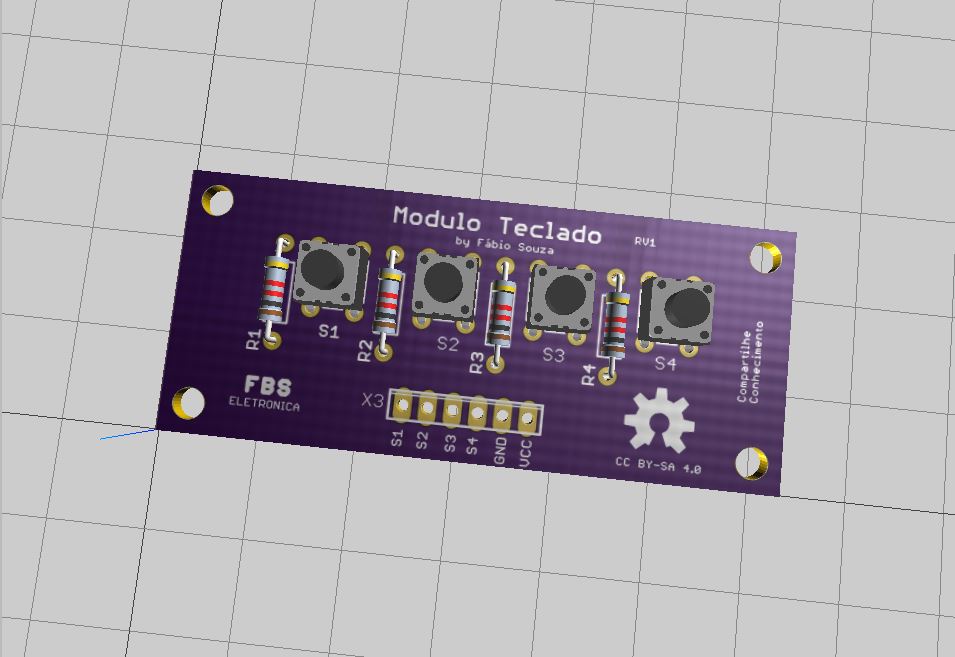 Modulo Teclado
by Fábio Souza
RV1
S1
S2
S3
S4
R1
R2
R3
R4
Compartilhe
Conhecimento
FBS
ELETRONICA
X3
S1
S2
S3
S4
GND
VCC
CC BY-SA 4.0